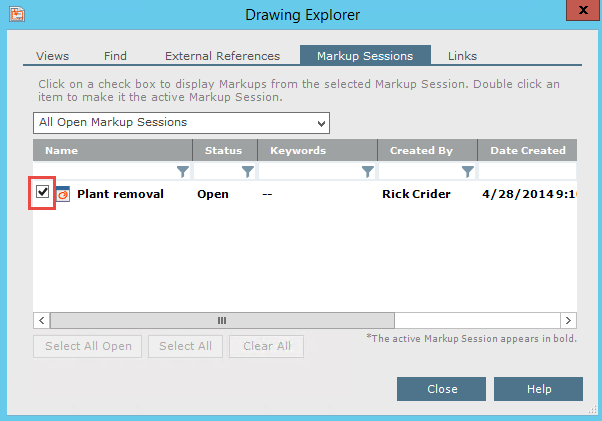 Drawing Explorer
x
Views Find External References Markup Sessions Links
Click on a check box to display Markups from the selected Markup Session. Double click an
item to make it the active Markup Session.
All Open Markup Sessions
Name Status Keywords Created By Date Created
Plant removal Open -- Rick Crider 4/28/2014 9:10
Select All Open Select All Clear All
*The active Markup Session appears in bold.
Close Help